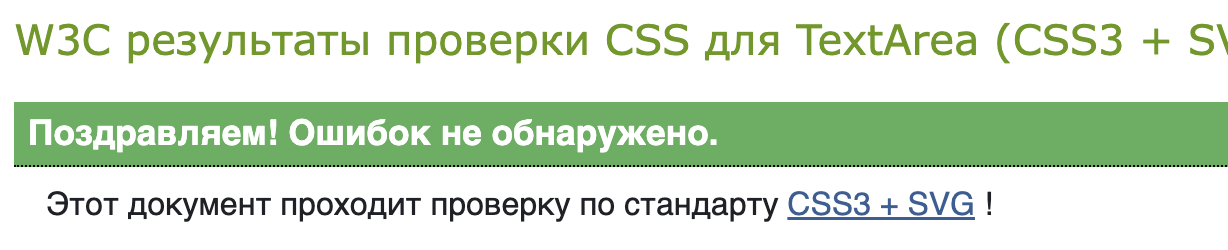 W3C результаты проверки CSS для TextArea (CSS3 +
Поздравляем! Ошибок не обнаружено.
Этот документ проходит проверку по стандарту CSS3 + SVG !